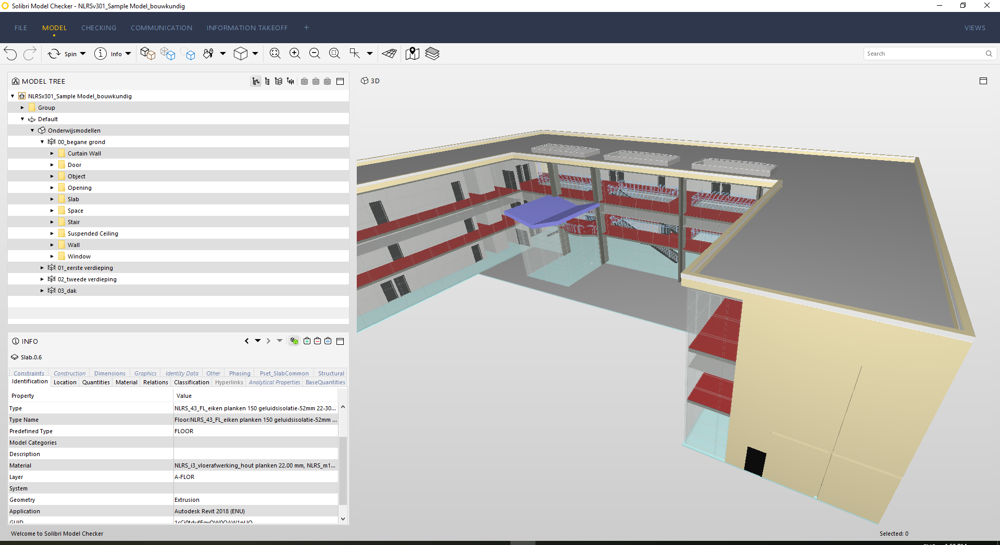 Solibri Model Checker - NLRSv301_Sample Model_bouwkundig
FILE MODEL CHECKING COMMUNICATION INFORMATION TAKEOFF + VIEWS
Spin Info Search
MODEL TREE
NLRSv301_Sample Model_bouwkundig
Group
Default
Onderwijsmodellen
00_begane grond
Curtain Wall
Door
Object
Opening
Slab
Space
Stair
Suspended Ceiling
Wall
Window
01_eerste verdieping
02_tweede verdieping
03_dak
3D
INFO
Slab.0.6
Constraints Construction Dimensions Graphics Identity Data Other Phasing Pset_SlabCommon Structural
Identification Location Quantities Material Relations Classification Hyperlinks Analytical Properties BaseQuantities
Property Value
Type NLRS_43_FL_eiken planken 150 geluidsisolatie-52mm 22-30...
Type Name Floor:NLRS_43_FL_eiken planken 150 geluidsisolatie-52mm ...
Predefined Type FLOOR
Model Categories
Description
Material NLRS_i3_vloerafwerking_hout planken 22.00 mm, NLRS_m1...
Layer A-FLOR
System
Geometry Extrusion
Application Autodesk Revit 2018 (ENU)
GUID
Welcome to Solibri Model Checker
Selected: 0